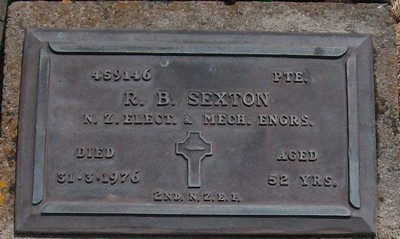 459146 PTE.
R. B. SEXTON
N. Z. ELECT. & MECH. ENGRS.
DIED AGED
31-3-1976 52 YRS.
2ND. N. Z. E. F.